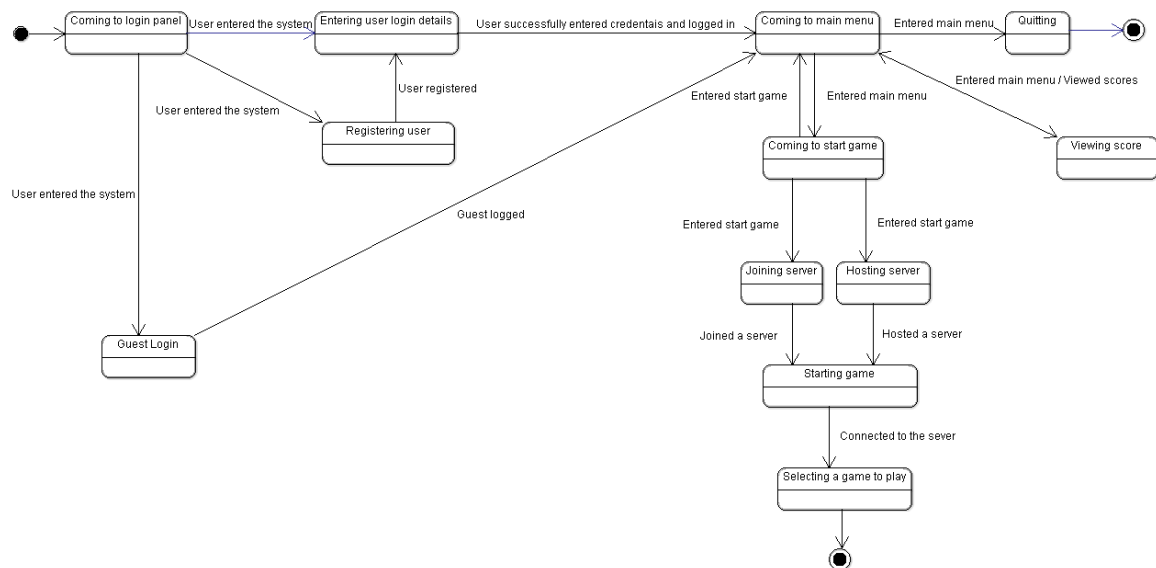 Coming to login panel
User entered the system
Entering user login details
User successfully entered credentais and logged in
Coming to main menu
Entered main menu
Quitting
User registered
User entered the system
Registering user
Entered start game
Entered main menu
Entered main menu / Viewed scores
Coming to start game
Viewing score
User entered the system
Guest logged
Entered start game
Entered start game
Joining server
Hosting server
Guest Login
Joined a server
Hosted a server
Starting game
Connected to the sever
Selecting a game to play